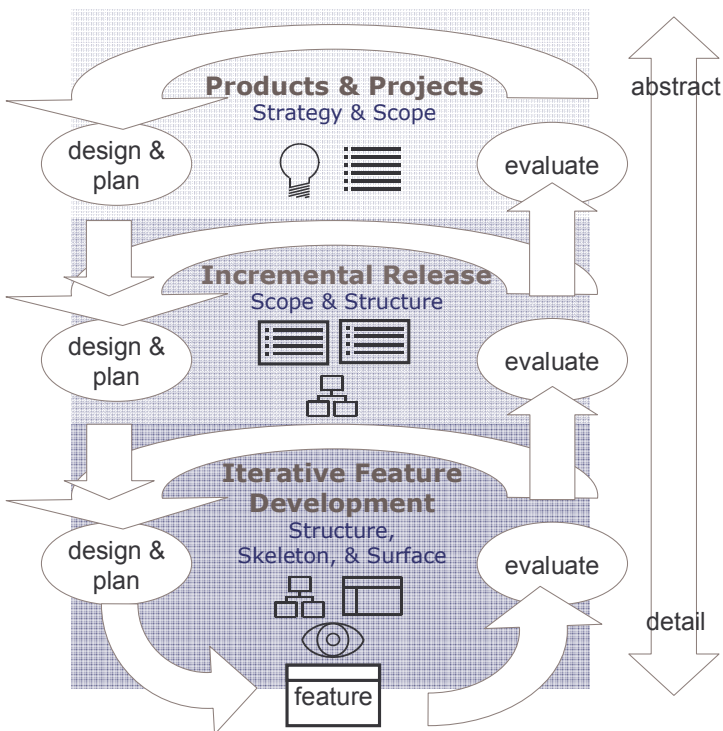 Products & Projects
abstract
Strategy & Scope
design &
plan
evaluate
Incremental Release
Scope & Structure
design &
plan
evaluate
Iterative Feature
Development
Structure,
Skeleton, & Surface
design &
plan
evaluate
detail
feature